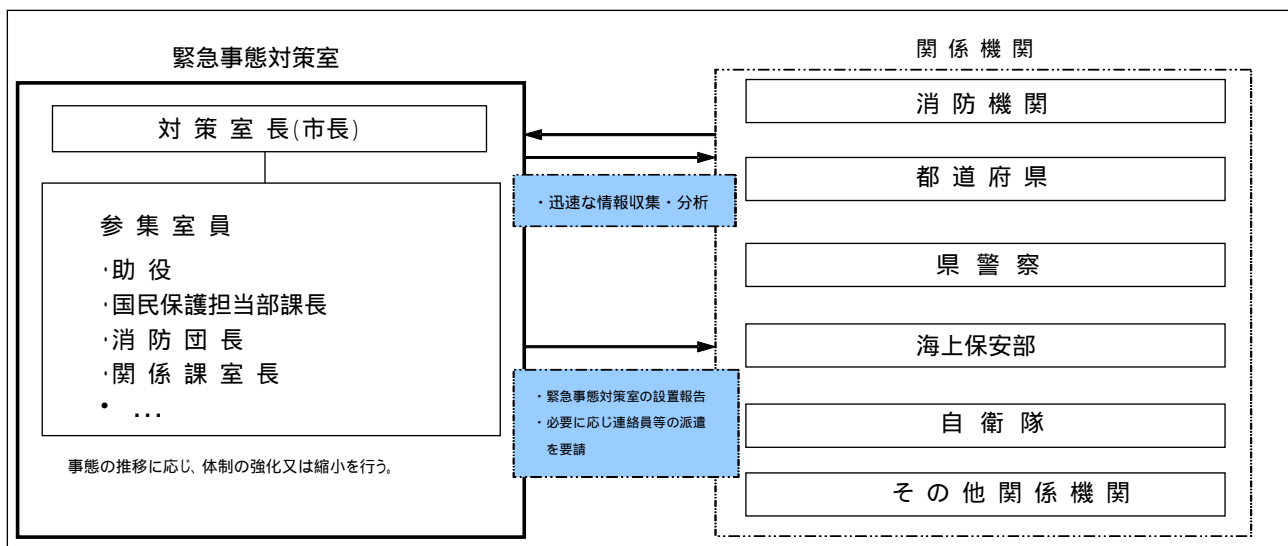 緊急事態対策室
対策室長(市長)
参集室員
・助役
・国民保護担当部課長
・消防団長
・関係課室長
・ …
事態の推移に応じ、体制の強化又は縮小を行う。
・迅速な情報収集・分析
・緊急事態対策室の設置報告
・必要に応じ連絡員等の派遣
を要請
関係機関
消防機関
都道府県
県警察
海上保安部
自衛隊
その他関係機関